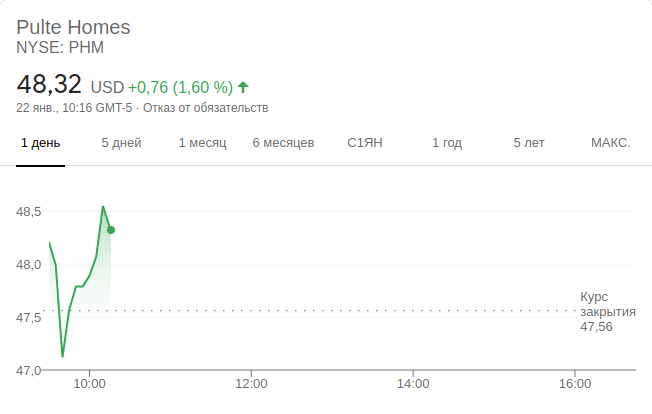 Pulte Homes
NYSE: PHM
48,32 USD +0,76 (1,60 %)
22 янв., 10:16 GMT-5 · Отказ от обязательств
1 день 5 дней 1 месяц 6 месяцев С1ЯН 1 год 5 лет МАКС.
48,5
48,0
47,5
47,0
Курс
закрытия
47,56
10:00 12:00 14:00 16:00